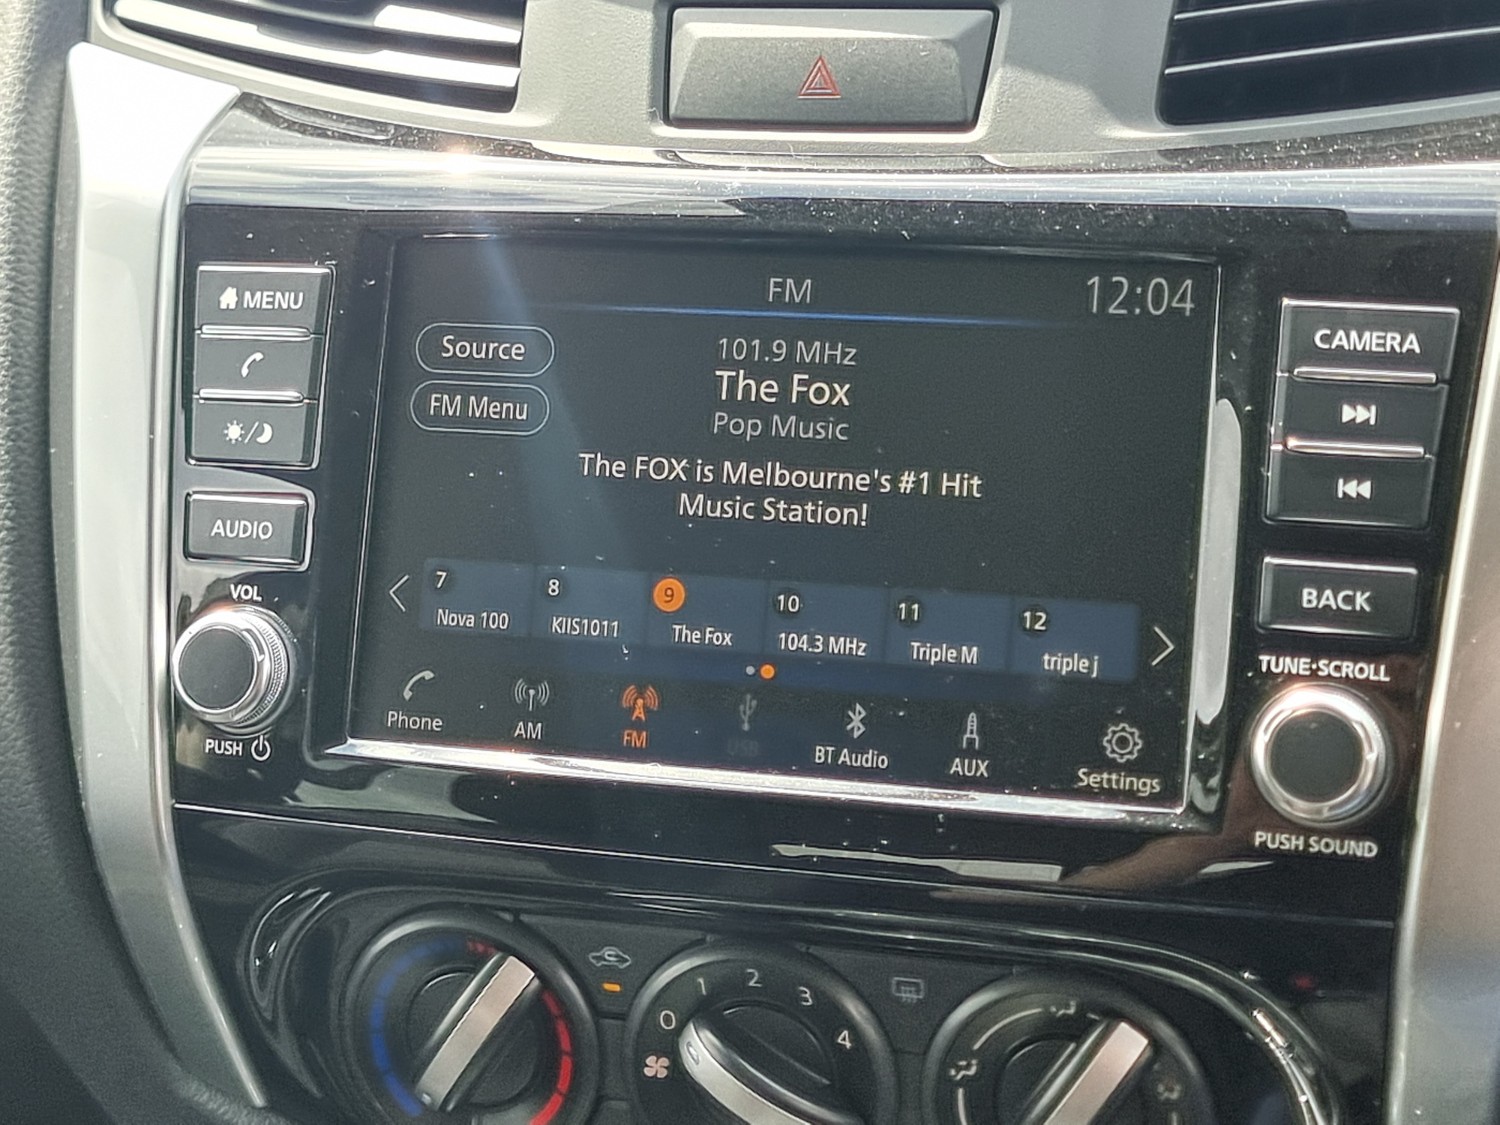 FM
12:04
Source
FM Menu
101.9 MHz
The Fox
Pop Music
The FOX is Melbourne's #1 Hit
Music Station!
7
Nova 100
8
KIIS1011
9
The Fox
10
104.3 MHz
11
Triple M
12
triple j
Phone
AM
FM
USB
BT Audio
AUX
Settings
MENU
AUDIO
VOL
PUSH
CAMERA
BACK
TUNE·SCROLL
PUSH SOUND
0
1
2
3
4